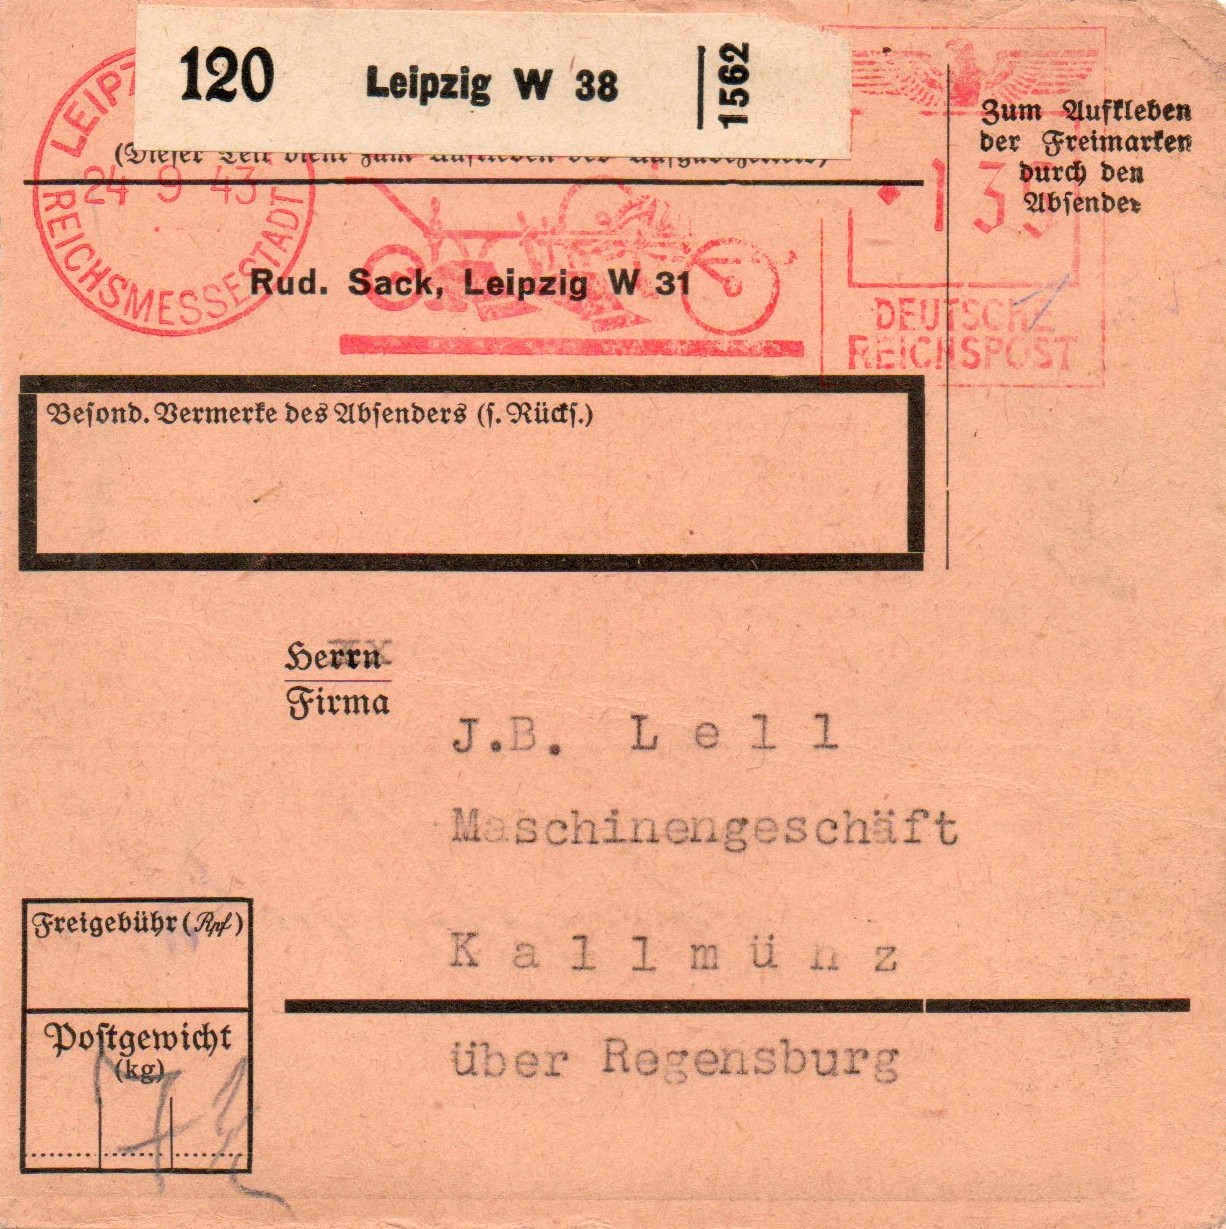 120 Leipzig W 38 1562
LEIPZ
24 9 43
REICHSMESSESTADT
Zum Aufkleben
der Freimarken
durch den
Absender
Rud. Sack, Leipzig W 31
DEUTSCHE
REICHSPOST
Besond. Vermerke des Absenders (s. Rücks.)
Herrn
Firma
J.B. Lell
Maschinengeschäft
Kallmünz
über Regensburg
Freigebühr (Rpf)
Postgewicht
(kg)
7